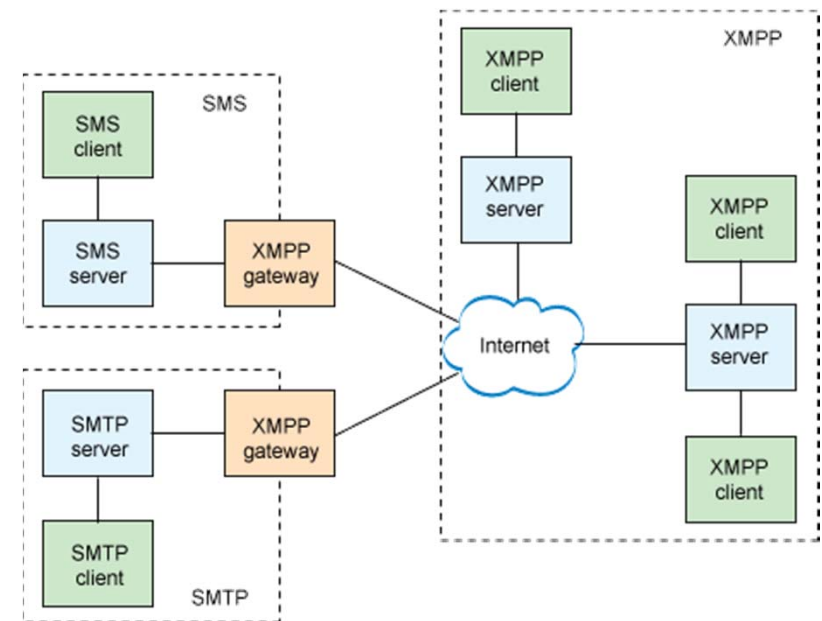 SMS
SMS
client
SMS
server
XMPP
gateway
SMTP
server
XMPP
gateway
SMTP
client
SMTP
XMPP
XMPP
client
XMPP
server
Internet
XMPP
client
XMPP
server
XMPP
client